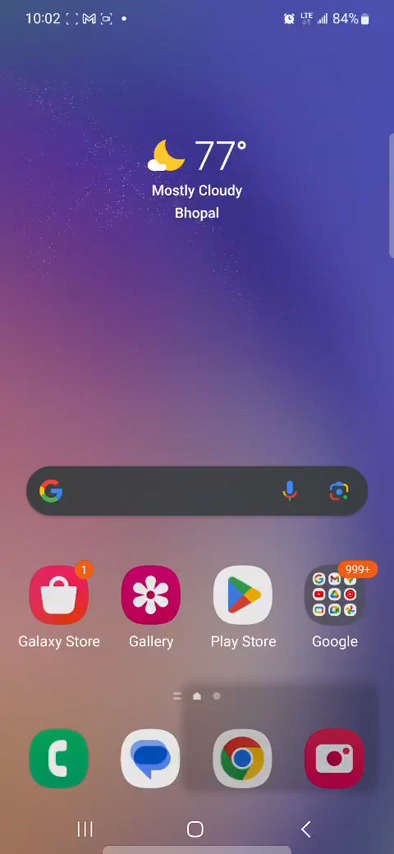 10:02
LTE
84%
77°
Mostly Cloudy
Bhopal
1
999+
Galaxy Store
Gallery
Play Store
Google